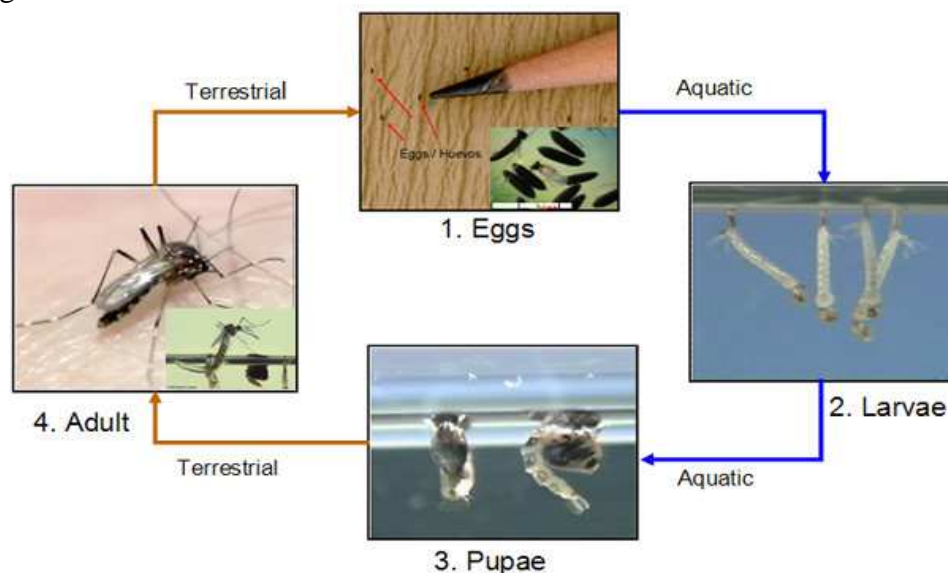 Terrestrial
Aquatic
Eggs / Huevos
1. Eggs
2. Larvae
4. Adult
Terrestrial
Aquatic
3. Pupae